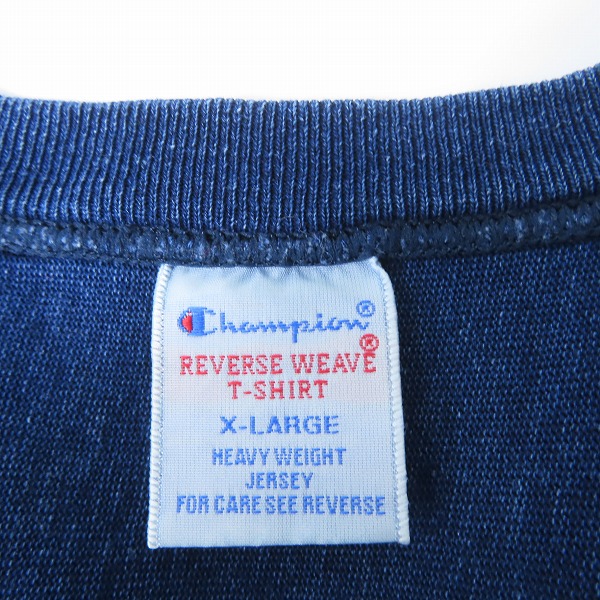 Champion®
REVERSE WEAVE®
T-SHIRT
X-LARGE
HEAVY WEIGHT
JERSEY
FOR CARE SEE REVERSE